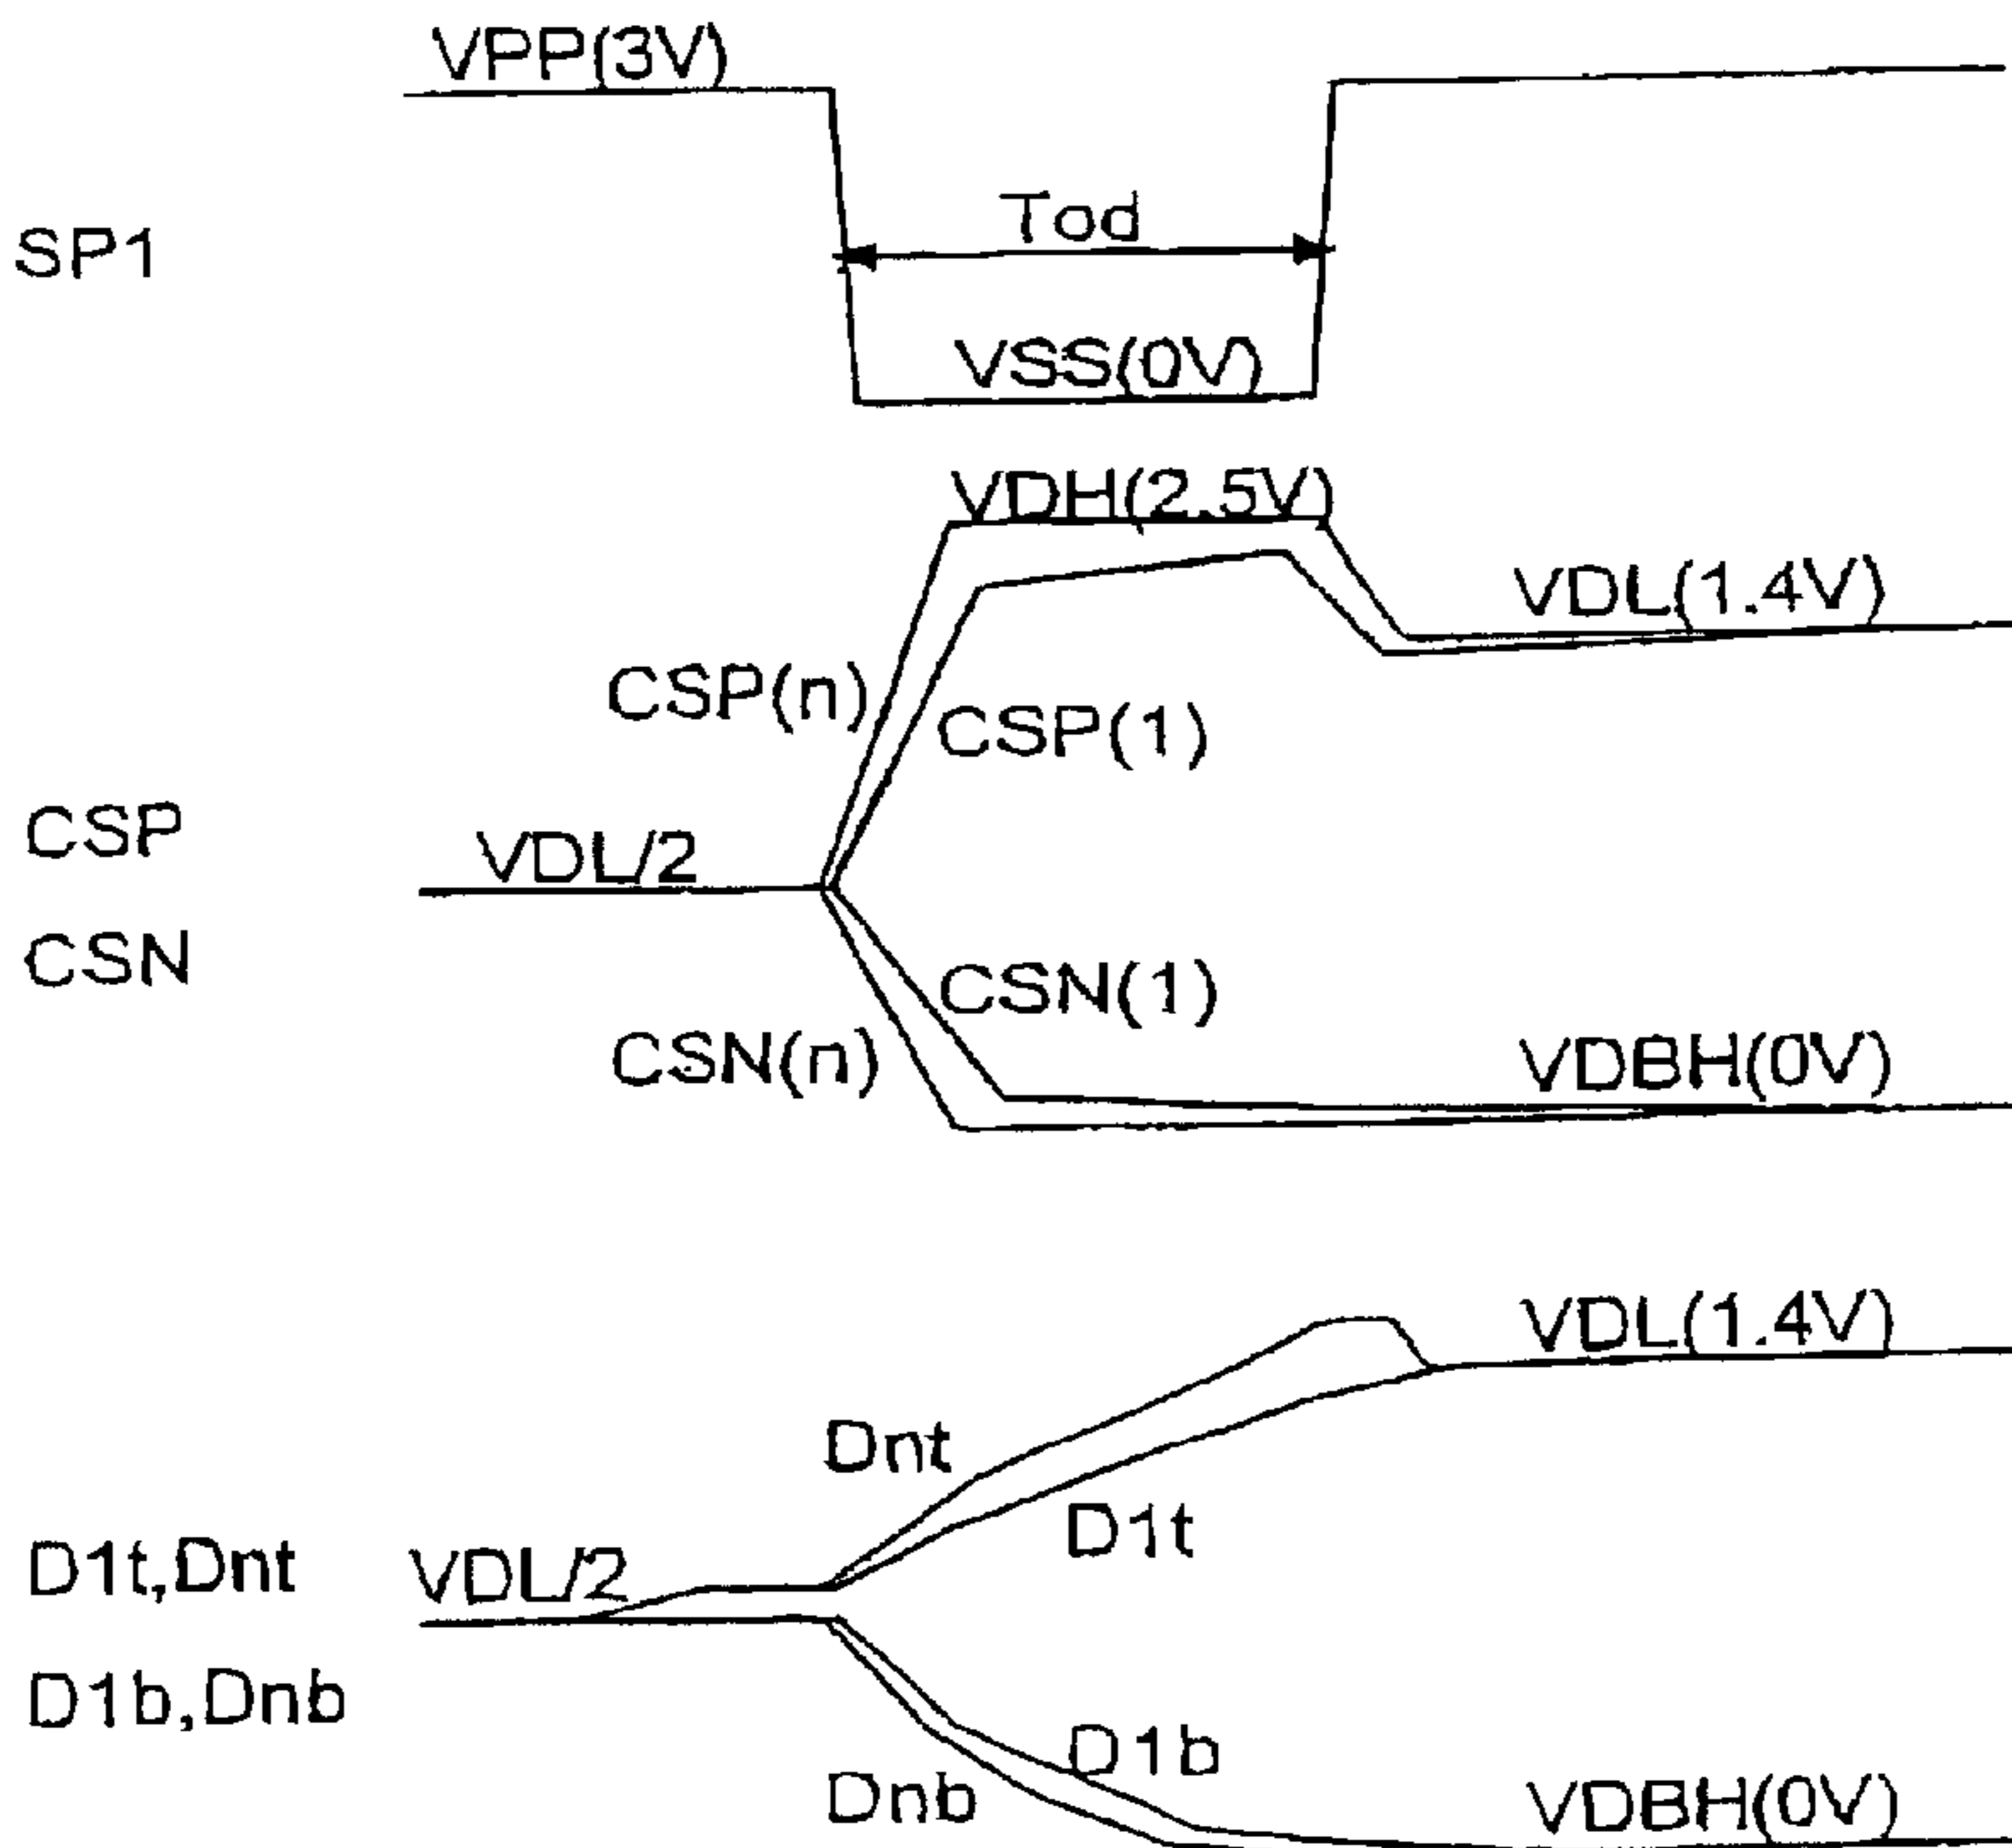 VPP(3V)
SP1
Tod
VSS(0V)
VDH(2.5V)
VDL(1.4V)
CSP(n)
CSP(1)
CSP
VDL/2
CSN
CSN(1)
CSN(n)
VDBH(0V)
VDL(1.4V)
Dnt
D1t
D1t,Dnt
VDL/2
D1b,Dnb
D1b
Dnb
VDBH(0V)